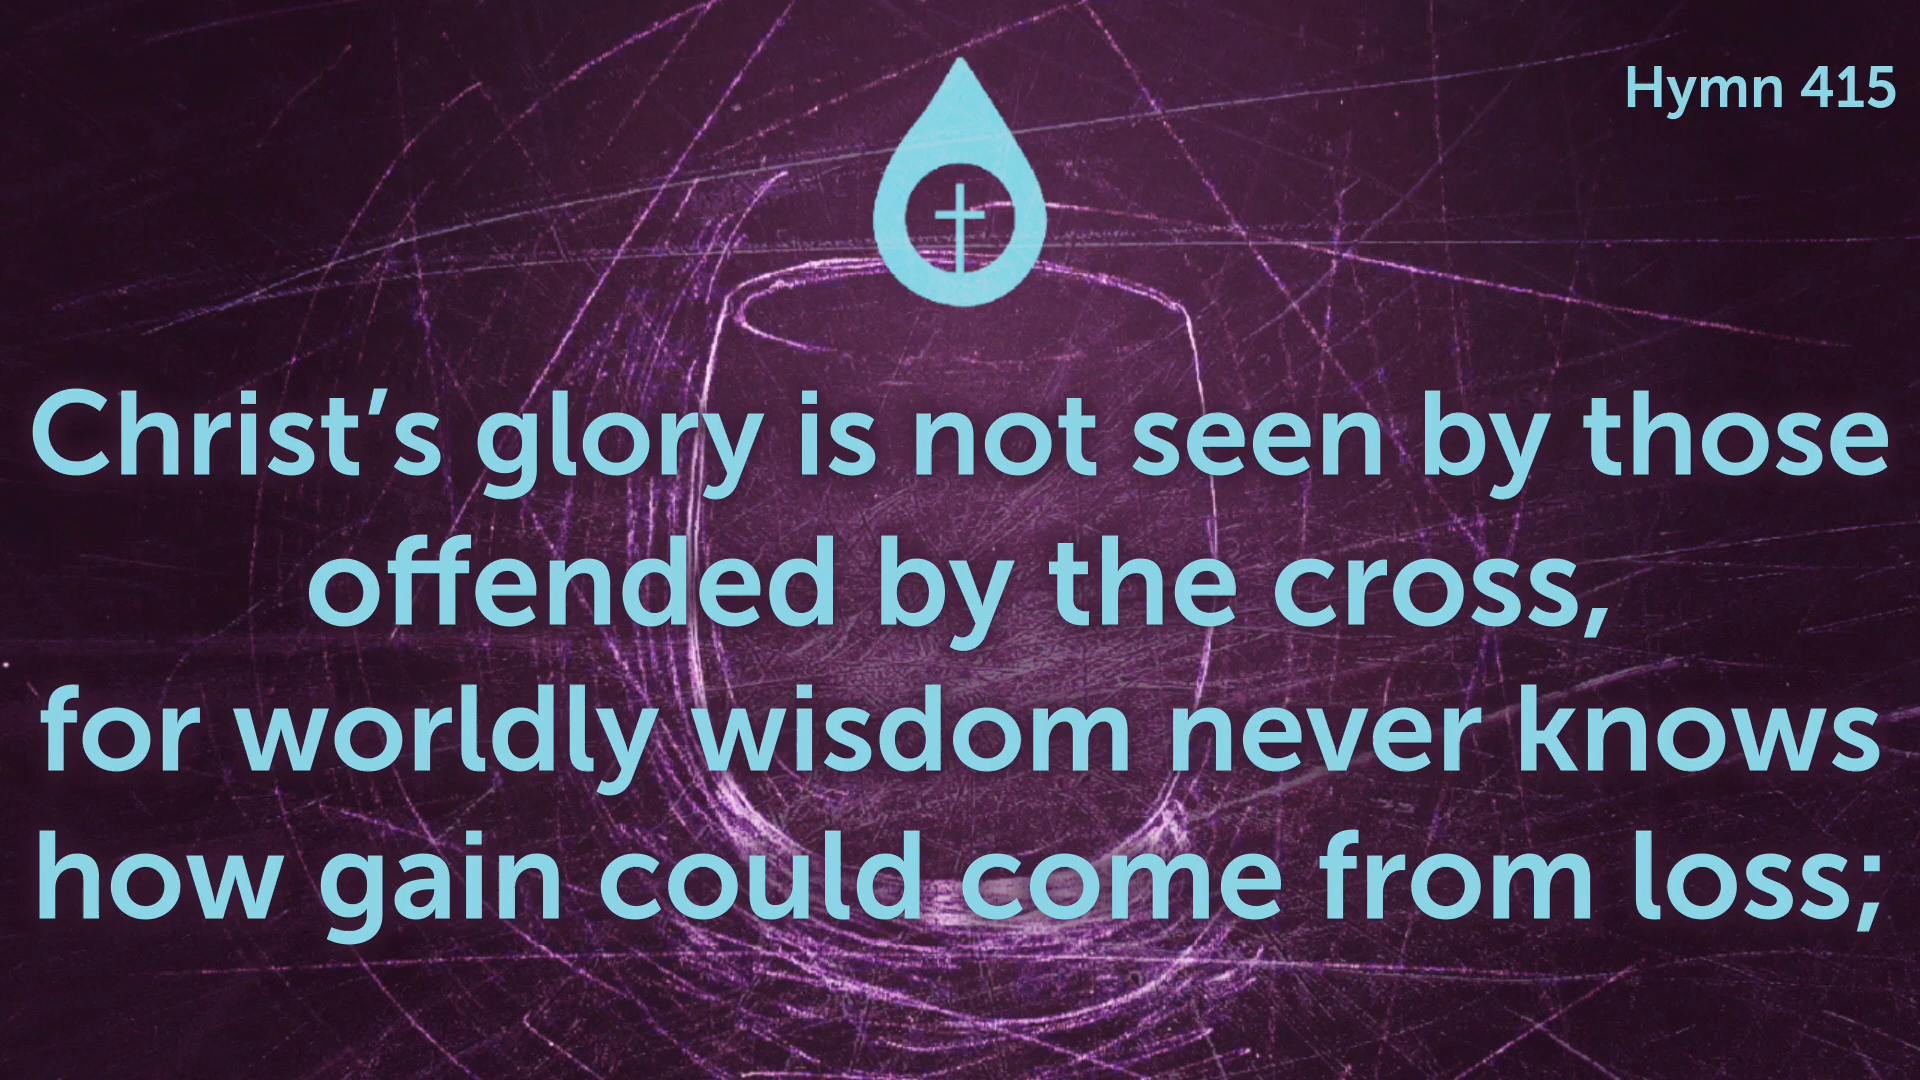 Hymn 415
Christ’s glory is not seen by those
offended by the cross,
for worldly wisdom never knows
how gain could come from loss;